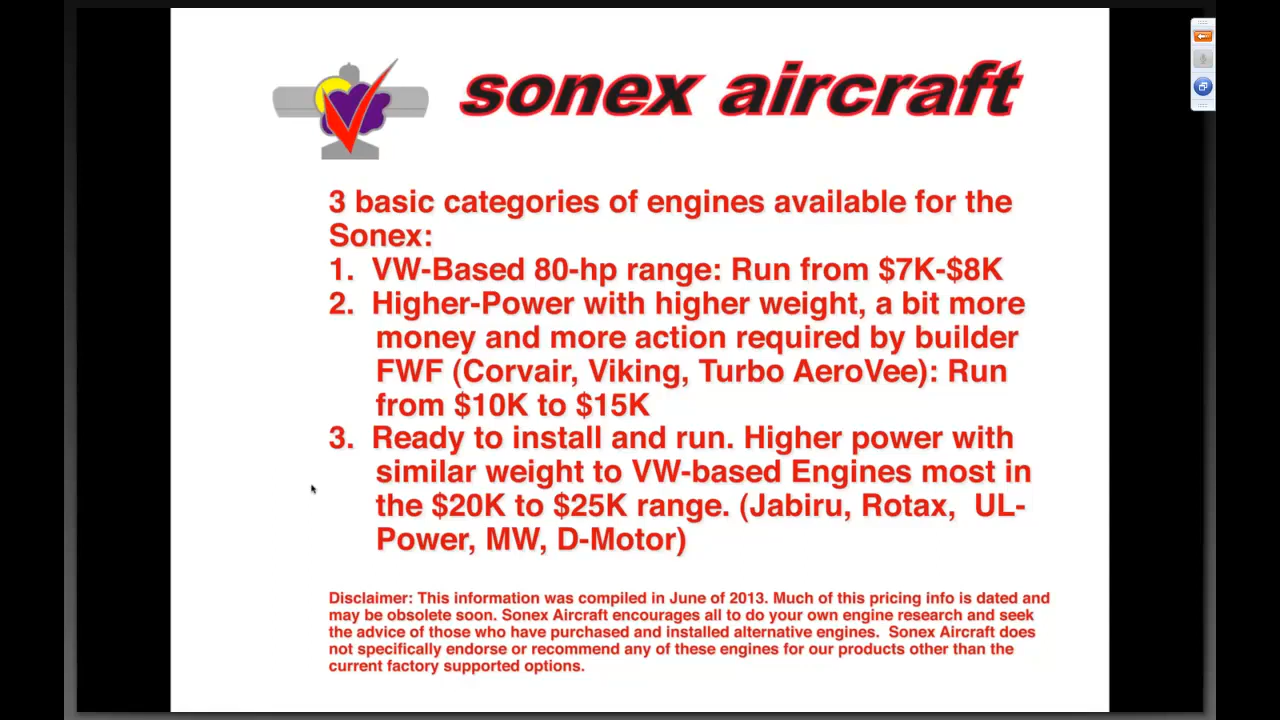 sonex aircraft
3 basic categories of engines available for the
Sonex:
1. VW-Based 80-hp range: Run from $7K-$8K
2. Higher-Power with higher weight, a bit more
money and more action required by builder
FWF (Corvair, Viking, Turbo AeroVee): Run
from $10K to $15K
3. Ready to install and run. Higher power with
similar weight to VW-based Engines most in
the $20K to $25K range. (Jabiru, Rotax, UL-
Power, MW, D-Motor)
Disclaimer: This information was compiled in June of 2013. Much of this pricing info is dated and
may be obsolete soon. Sonex Aircraft encourages all to do your own engine research and seek
the advice of those who have purchased and installed alternative engines. Sonex Aircraft does
not specifically endorse or recommend any of these engines for our products other than the
current factory supported options.